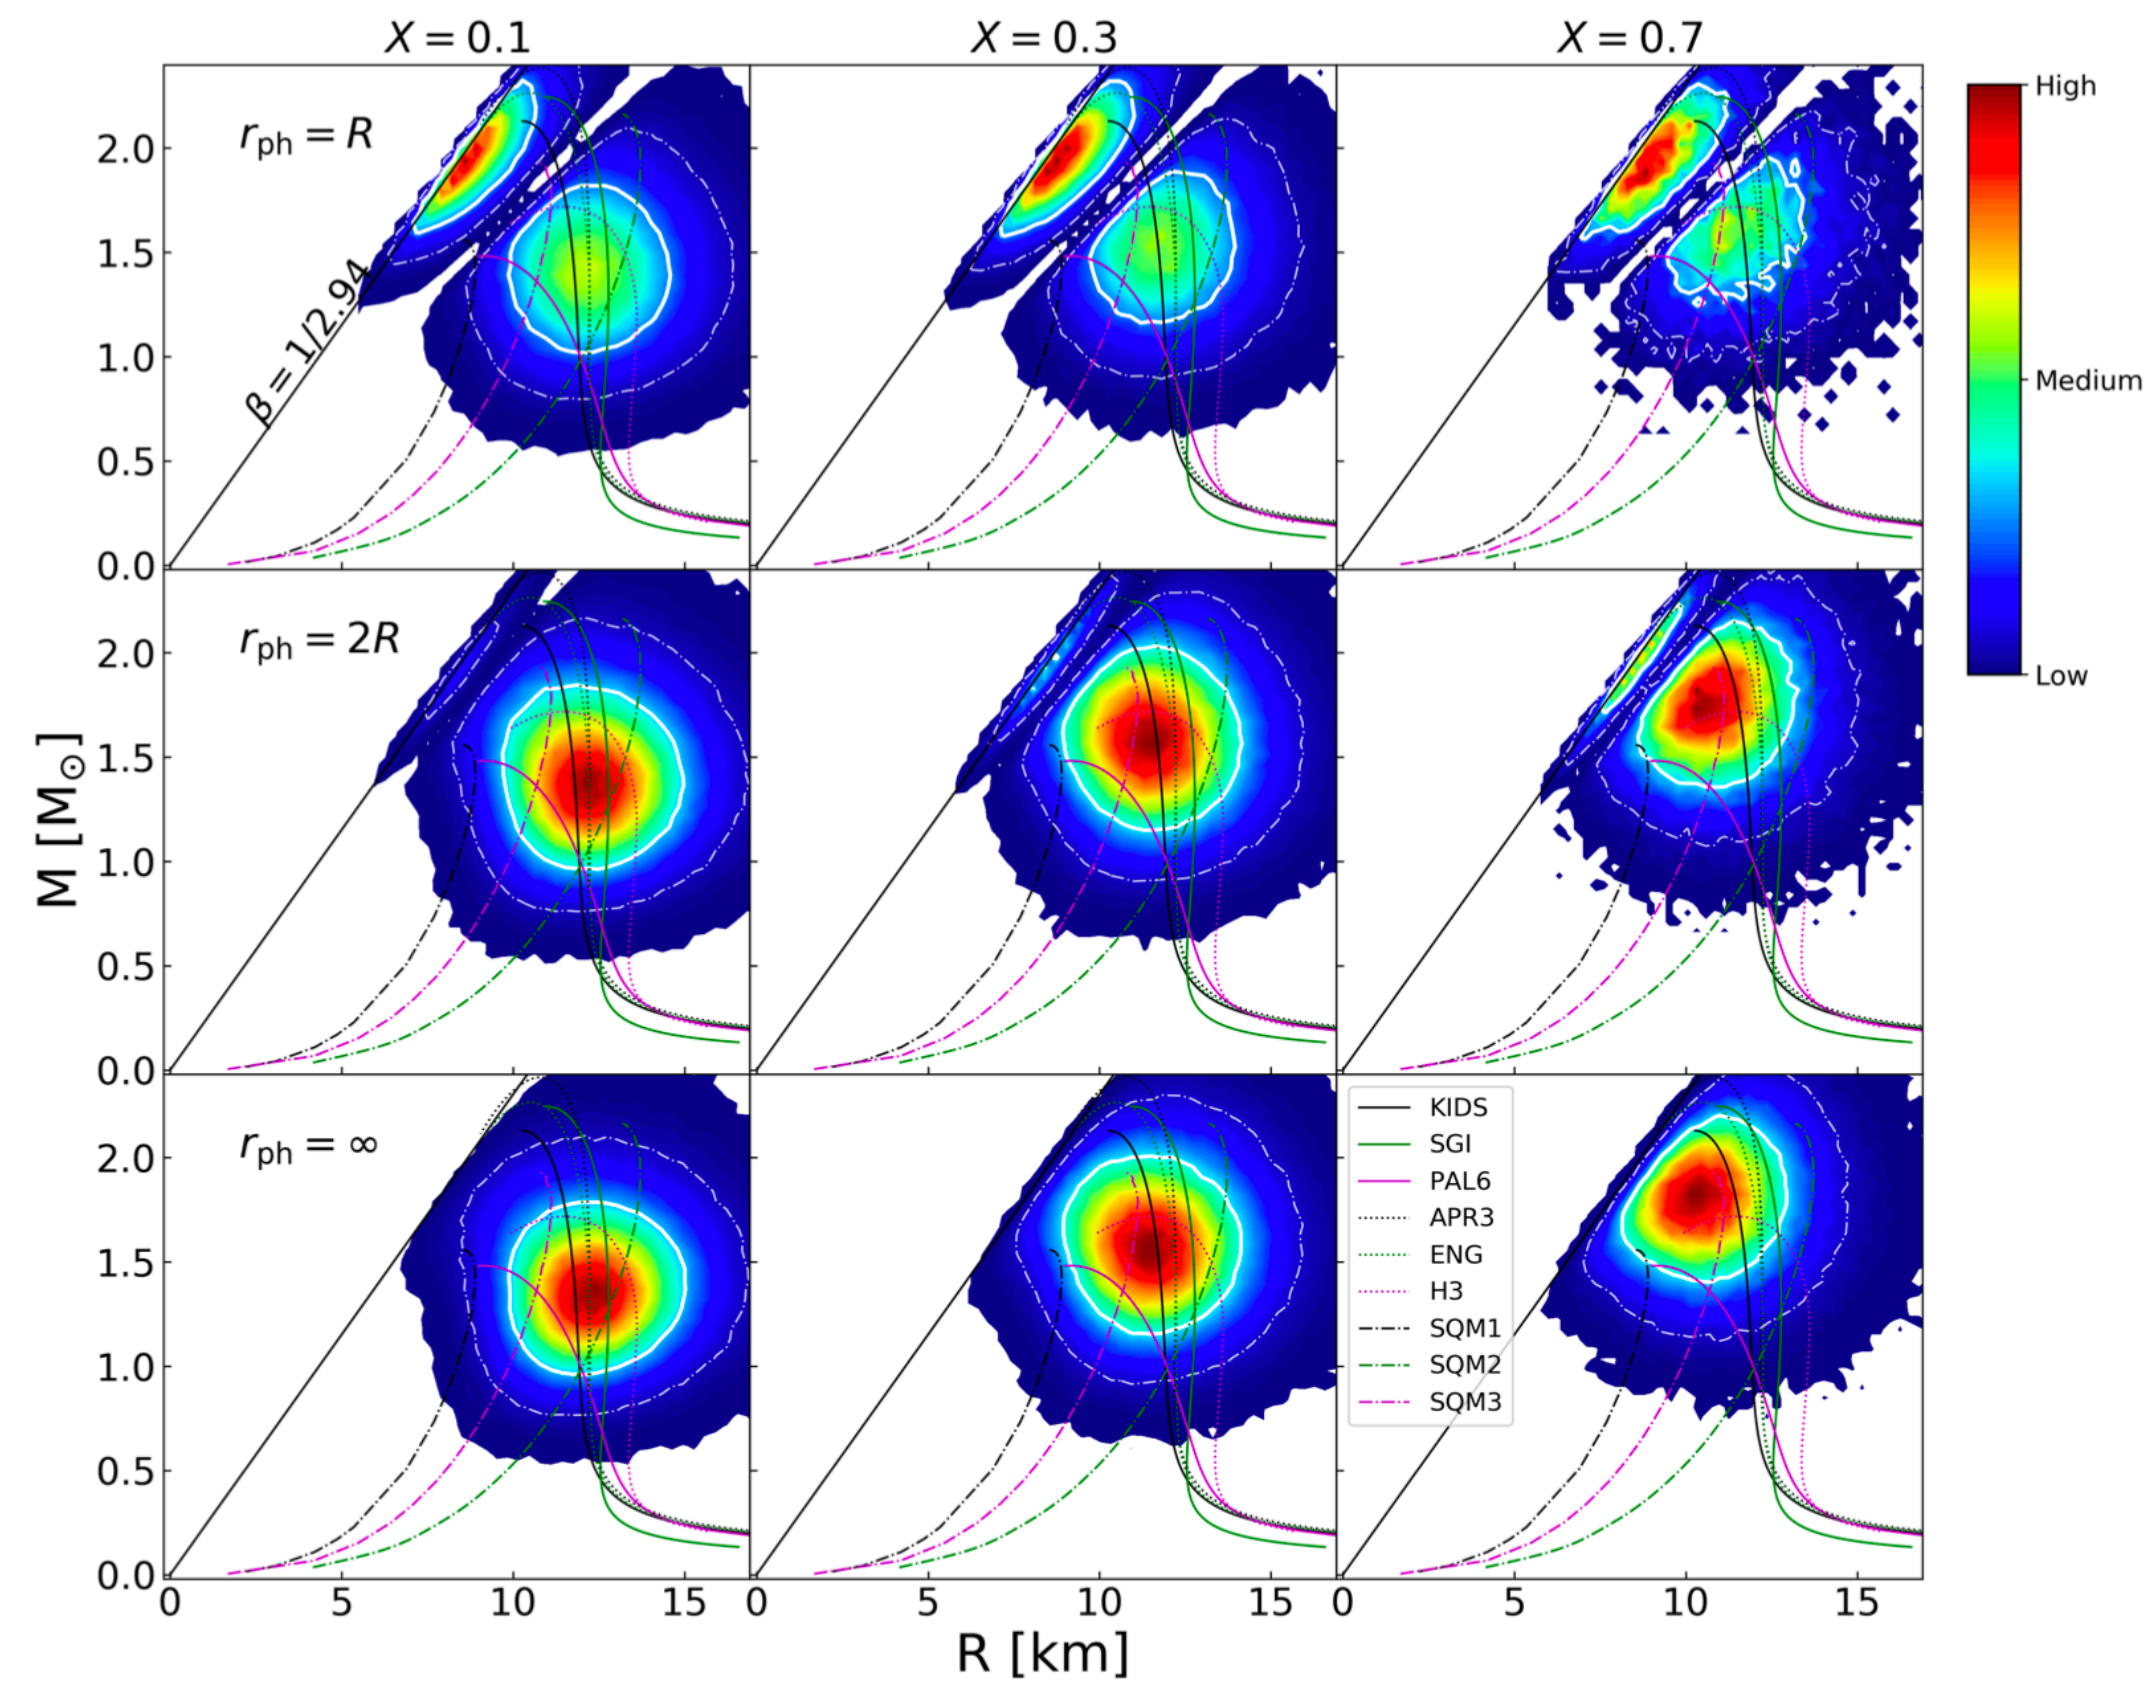 X = 0.1 X = 0.3 X = 0.7
r_ph = R
β = 1/2.94
2.0
1.5
1.0
0.5
0.0
High
Medium
Low
r_ph = 2R
2.0
1.5
1.0
0.5
0.0
M [M⊙]
r_ph = ∞
2.0
1.5
1.0
0.5
0.0
KIDS
SGI
PAL6
APR3
ENG
H3
SQM1
SQM2
SQM3
0 5 10 15 0 5 10 15 0 5 10 15
R [km]